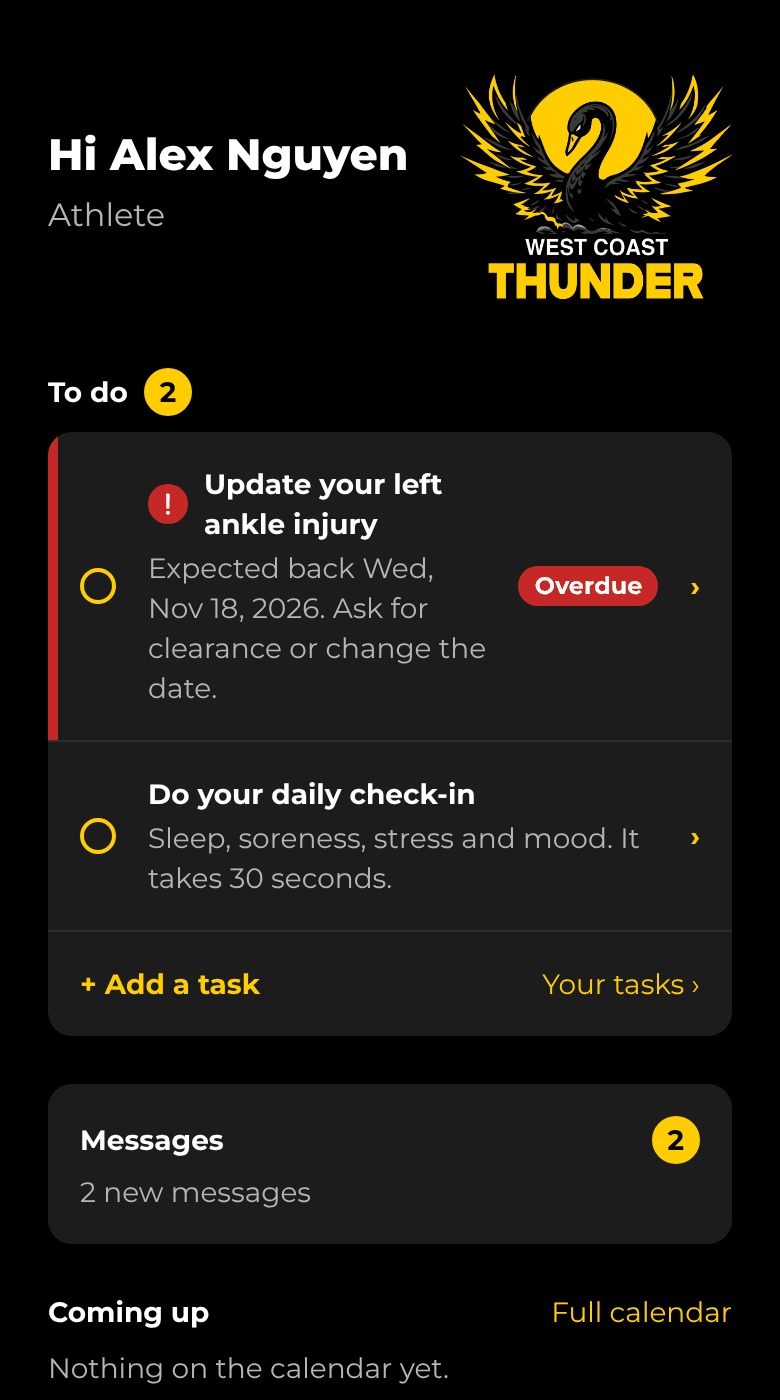 Hi Alex Nguyen
Athlete
WEST COAST
THUNDER
To do 2
! Update your left
ankle injury
Expected back Wed,
Nov 18, 2026. Ask for
clearance or change the
date.
Overdue ›
Do your daily check-in
Sleep, soreness, stress and mood. It
takes 30 seconds.
›
+ Add a task Your tasks ›
Messages 2
2 new messages
Coming up Full calendar
Nothing on the calendar yet.